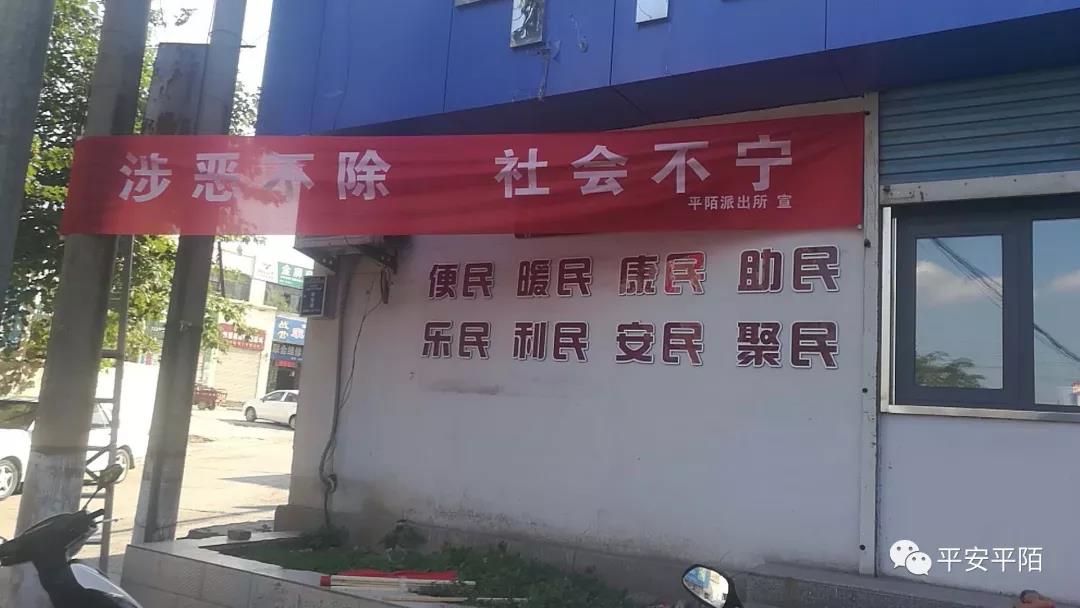 涉恶不除 社会不宁
平陌派出所 宣
便民 暖民 康民 助民
乐民 利民 安民 聚民
平安平陌